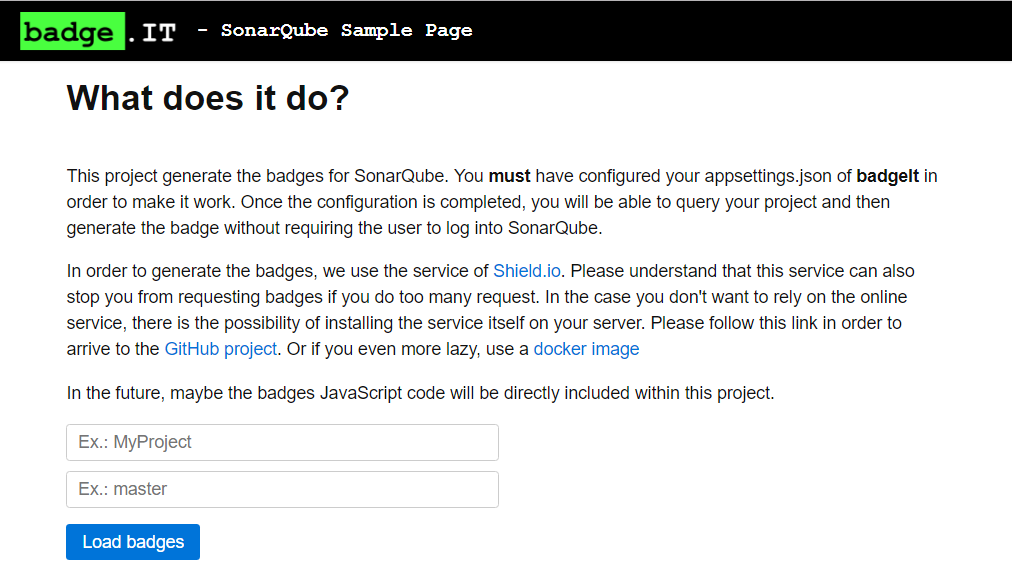 badge.IT - SonarQube Sample Page
What does it do?
This project generate the badges for SonarQube. You must have configured your appsettings.json of badgeIt in
order to make it work. Once the configuration is completed, you will be able to query your project and then
generate the badge without requiring the user to log into SonarQube.
In order to generate the badges, we use the service of Shield.io. Please understand that this service can also
stop you from requesting badges if you do too many request. In the case you don't want to rely on the online
service, there is the possibility of installing the service itself on your server. Please follow this link in order to
arrive to the GitHub project. Or if you even more lazy, use a docker image
In the future, maybe the badges JavaScript code will be directly included within this project.
Ex.: MyProject
Ex.: master
Load badges